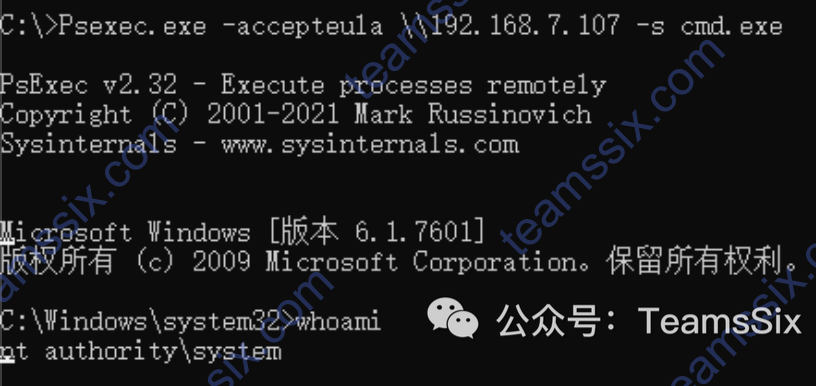 C:\>Psexec.exe -accepteula \\192.168.7.107 -s cmd.exe
PsExec v2.32 - Execute processes remotely
Copyright (C) 2001-2021 Mark Russinovich
Sysinternals - www.sysinternals.com
Microsoft Windows [版本 6.1.7601]
版权所有 (c) 2009 Microsoft Corporation。保留所有权利。
C:\Windows\system32>whoami
nt authority\system
公众号：TeamsSix
teamssix.com
teamssix.com
teamssix.com
teamssix.com